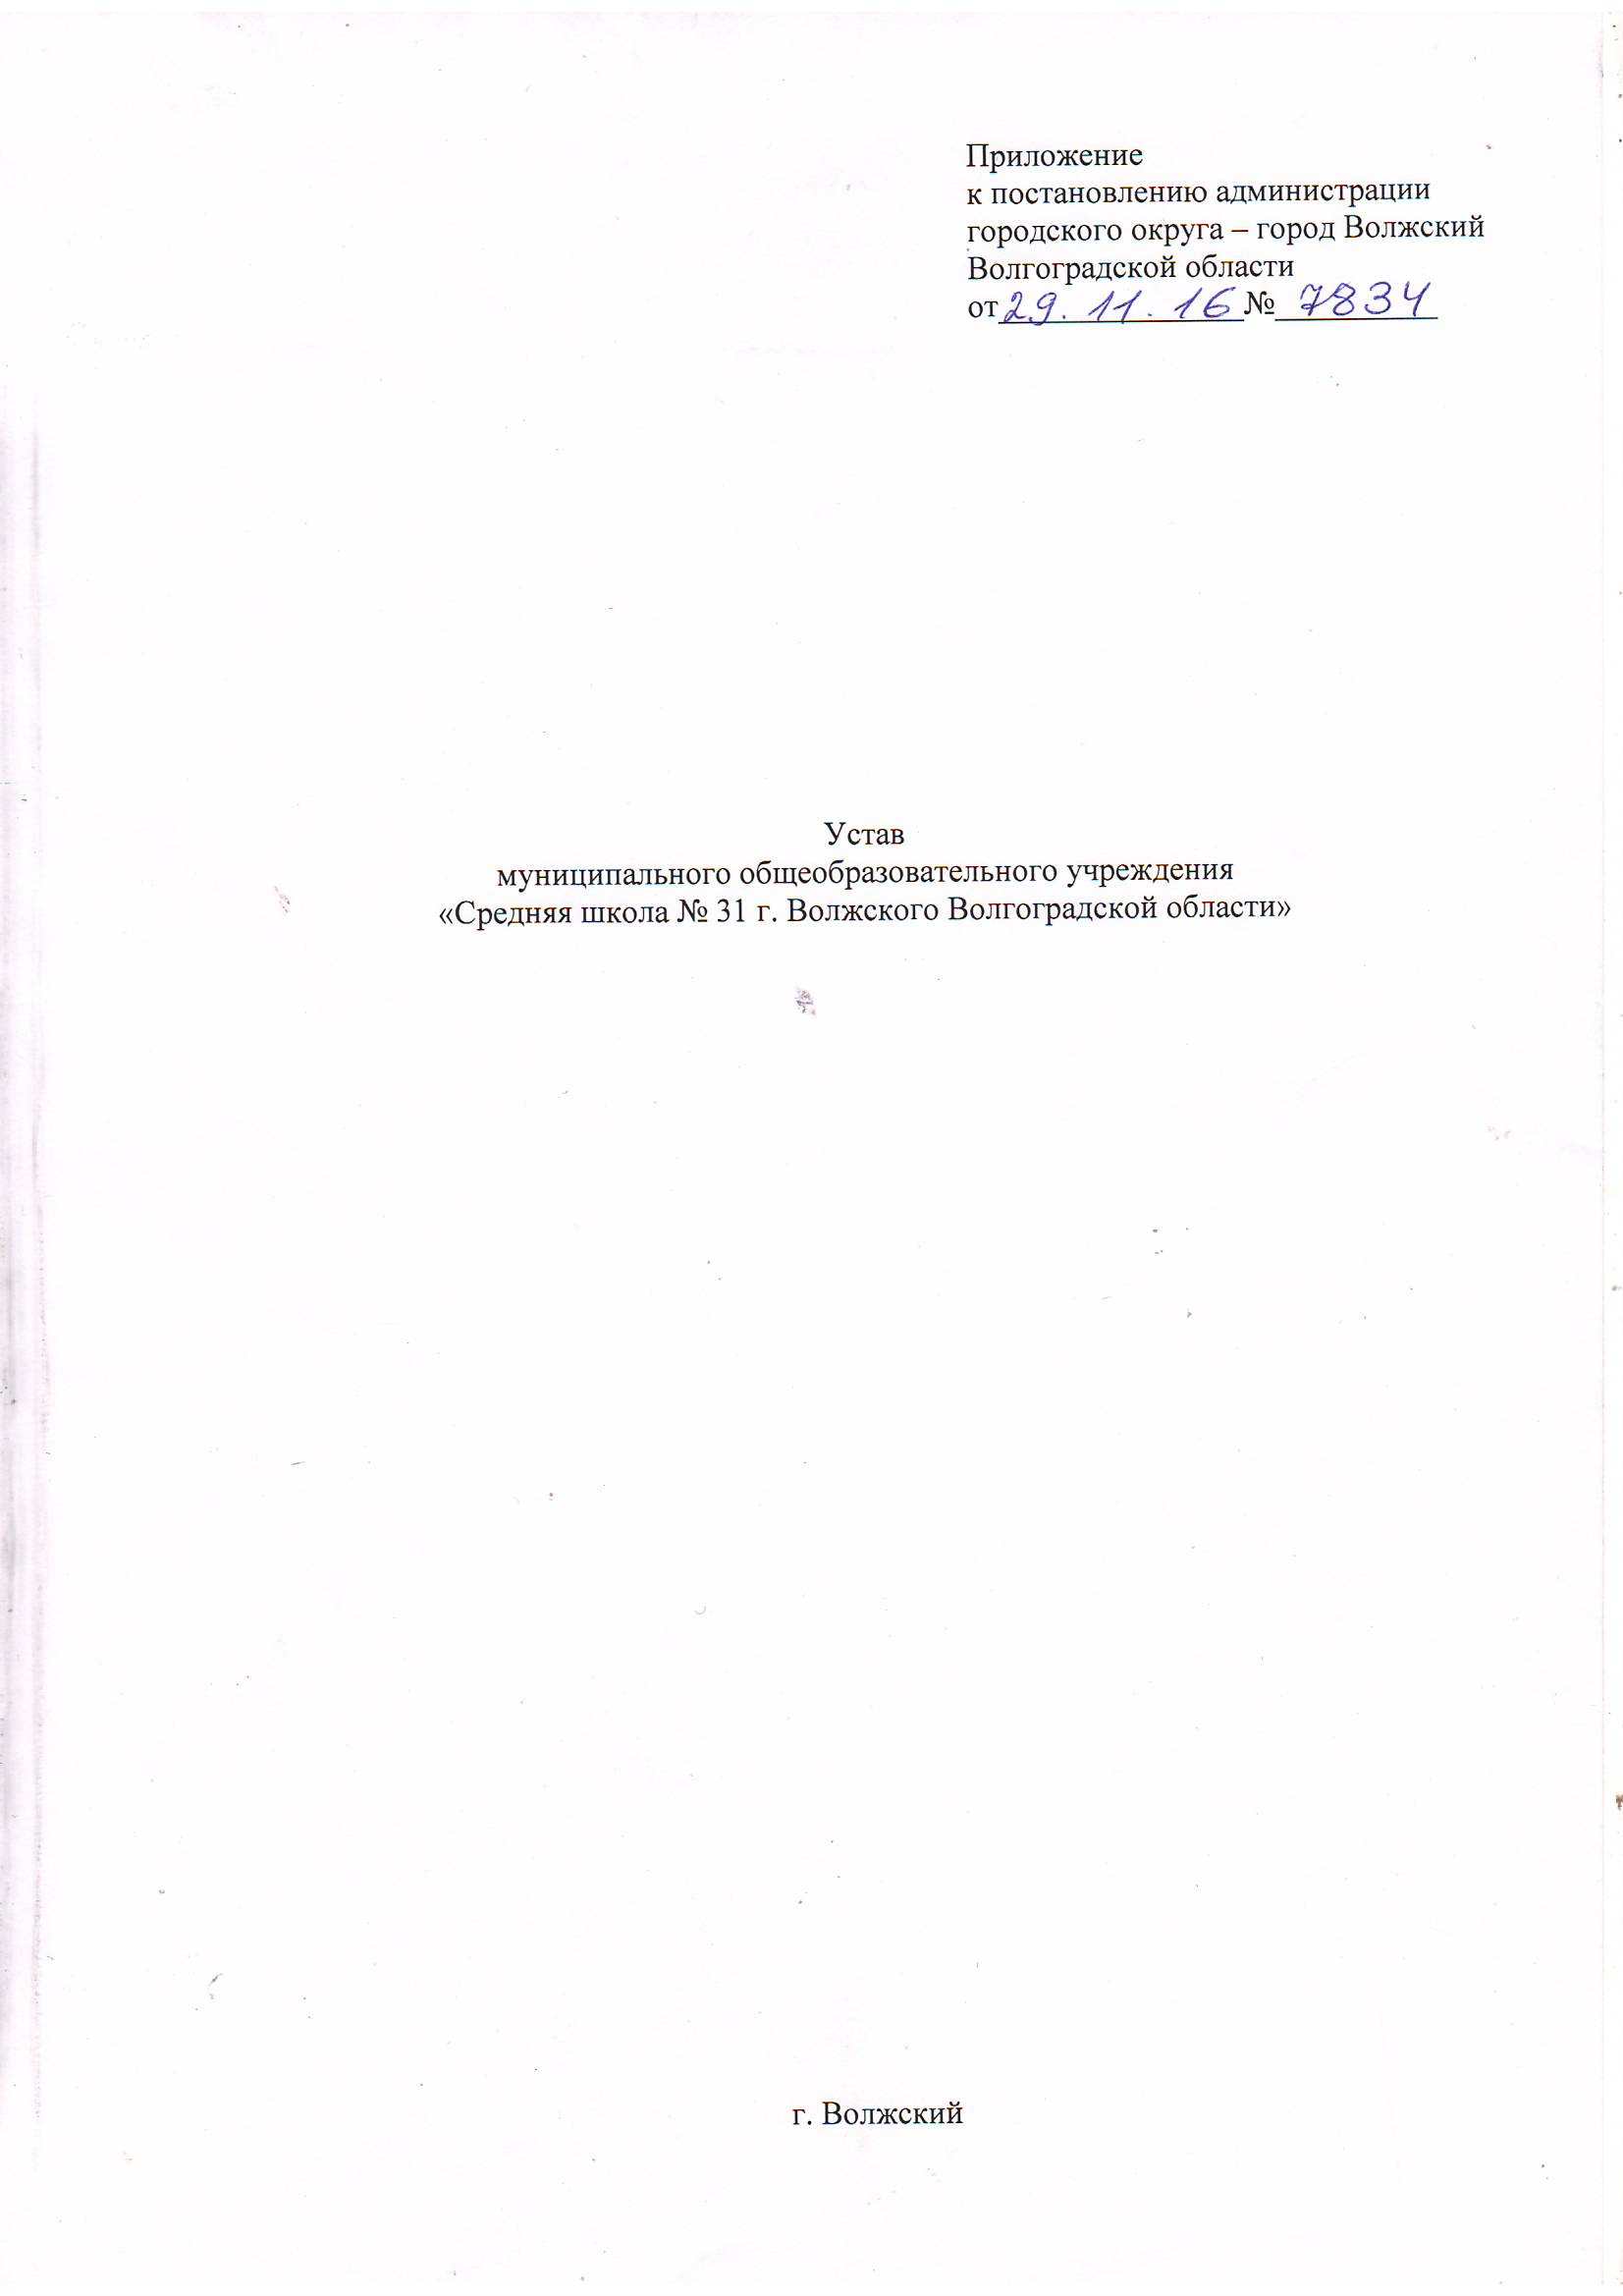 Приложение
к постановлению администрации
городского округа – город Волжский
Волгоградской области
от 29.11.16 № 7834
Устав
муниципального общеобразовательного учреждения
«Средняя школа № 31 г. Волжского Волгоградской области»
г. Волжский